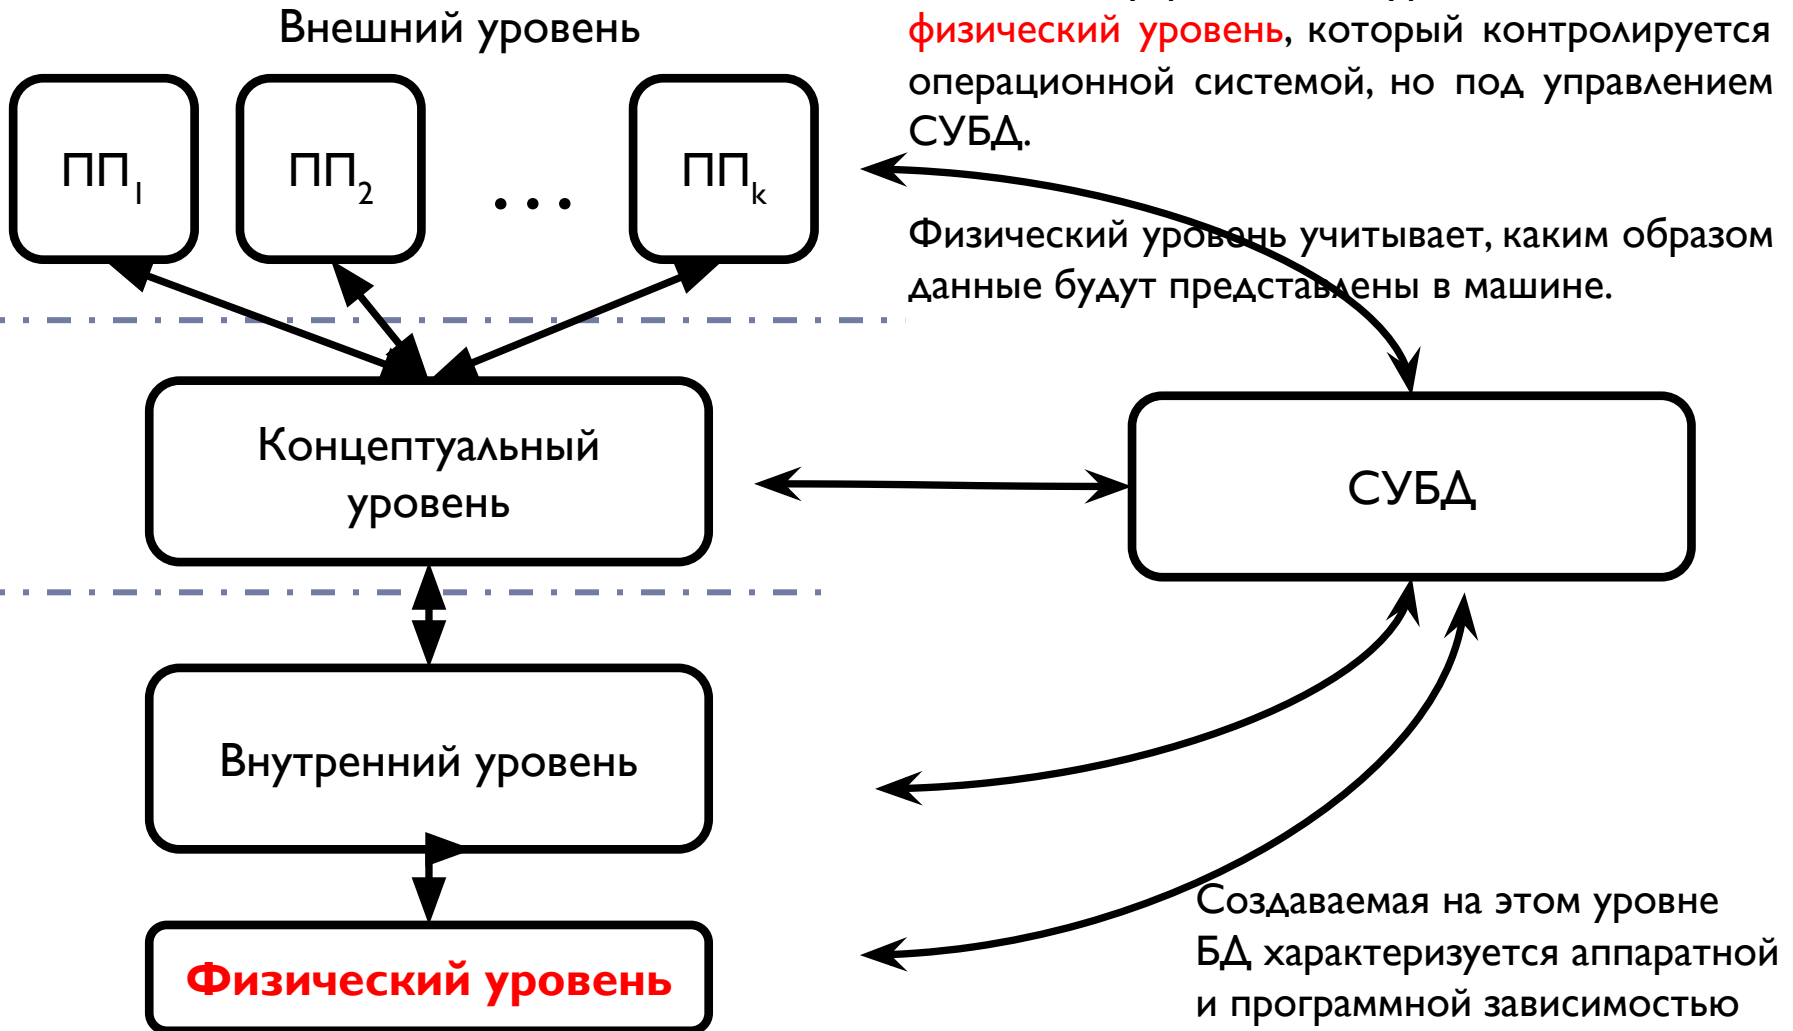 Внешний уровень
физический уровень, который контролируется
операционной системой, но под управлением
СУБД.
ПП1
ПП2
...
ППk
Физический уровень учитывает, каким образом
данные будут представлены в машине.
Концептуальный
уровень
СУБД
Внутренний уровень
Физический уровень
Создаваемая на этом уровне
БД характеризуется аппаратной
и программной зависимостью